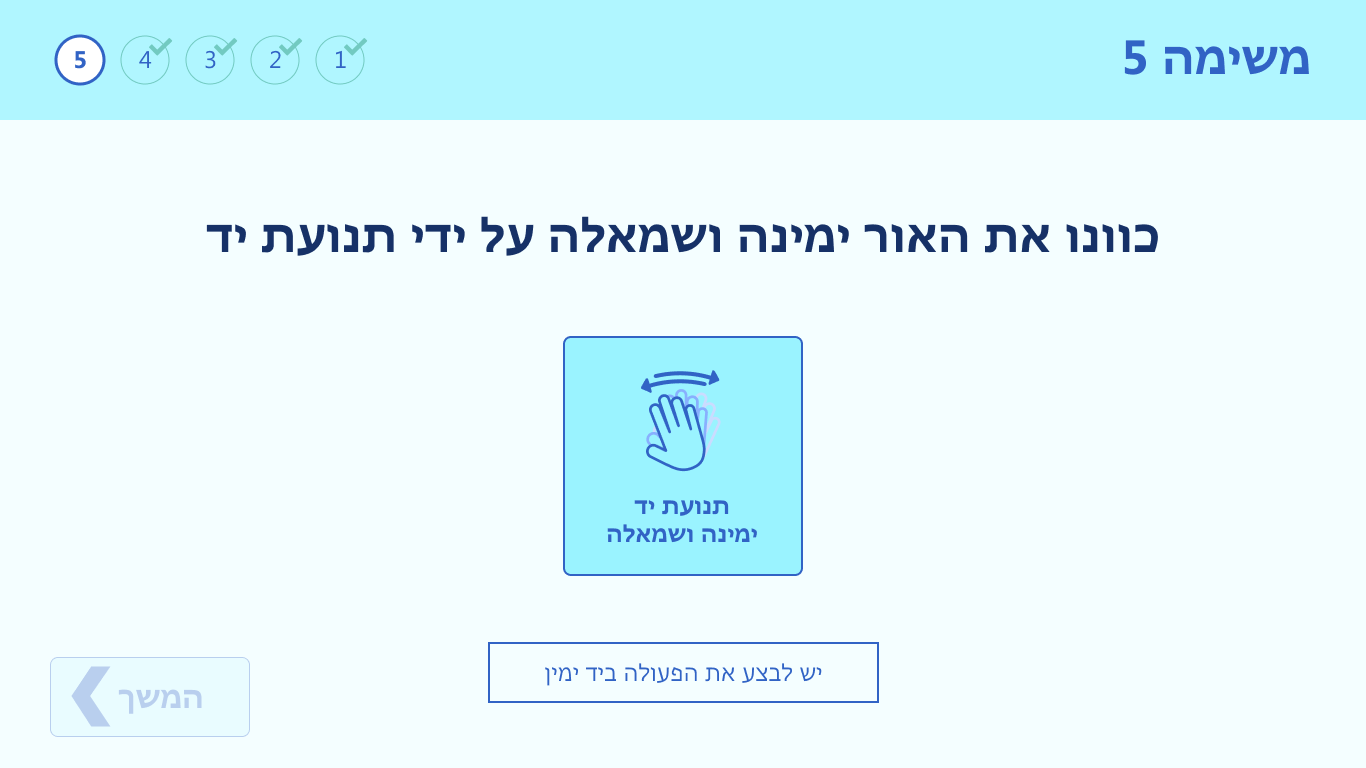 משימה 5
1
2
3
4
5
כוונו את האור ימינה ושמאלה על ידי תנועת יד
תנועת יד
ימינה ושמאלה
יש לבצע את הפעולה ביד ימין
המשך